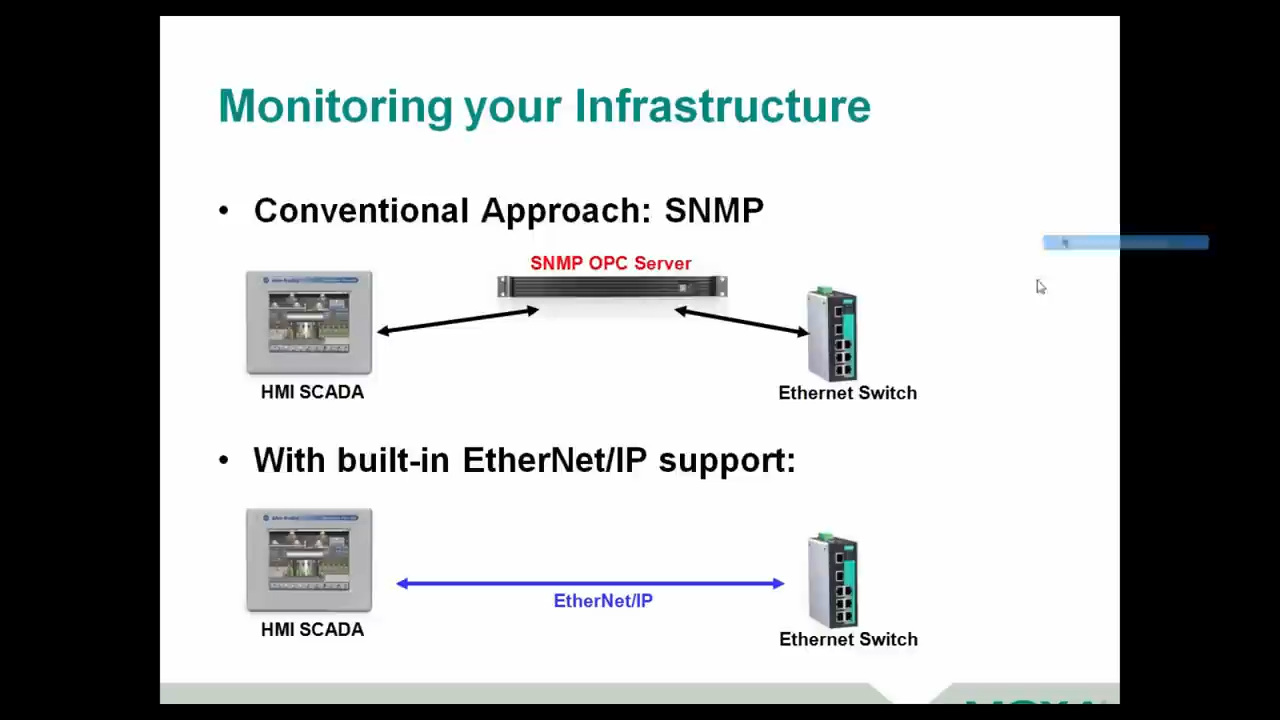 Monitoring your Infrastructure
• Conventional Approach: SNMP
SNMP OPC Server
HMI SCADA
Ethernet Switch
• With built-in EtherNet/IP support:
EtherNet/IP
HMI SCADA
Ethernet Switch
MOXA